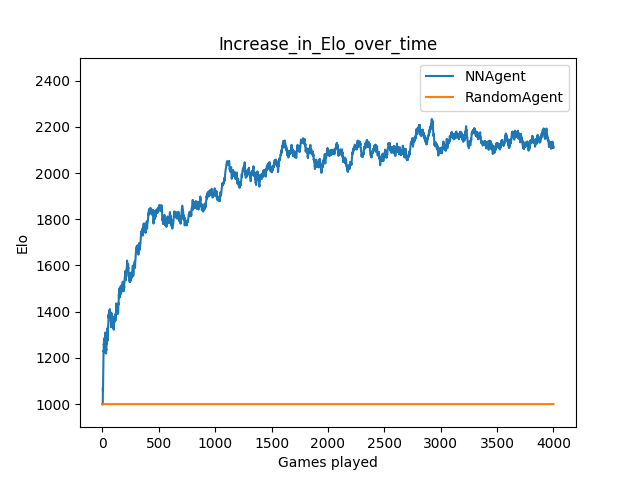 Increase_in_Elo_over_time
NNAgent
RandomAgent
2400
2200
2000
1800
1600
1400
1200
1000
Elo
0 500 1000 1500 2000 2500 3000 3500 4000
Games played